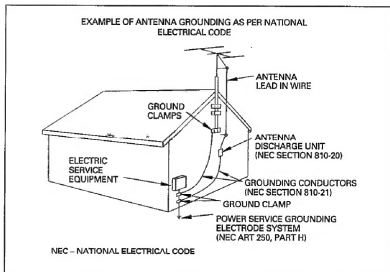 EXAMPLE OF ANTENNA GROUNDING AS PER NATIONAL
ELECTRICAL CODE
ANTENNA
LEAD IN WIRE
GROUND
CLAMPS
ANTENNA
DISCHARGE UNIT
(NEC SECTION 810-20)
ELECTRIC
SERVICE
EQUIPMENT
GROUNDING CONDUCTORS
(NEC SECTION 810-21)
GROUND CLAMP
POWER SERVICE GROUNDING
ELECTRODE SYSTEM
(NEC ART 250, PART H)
NEC – NATIONAL ELECTRICAL CODE